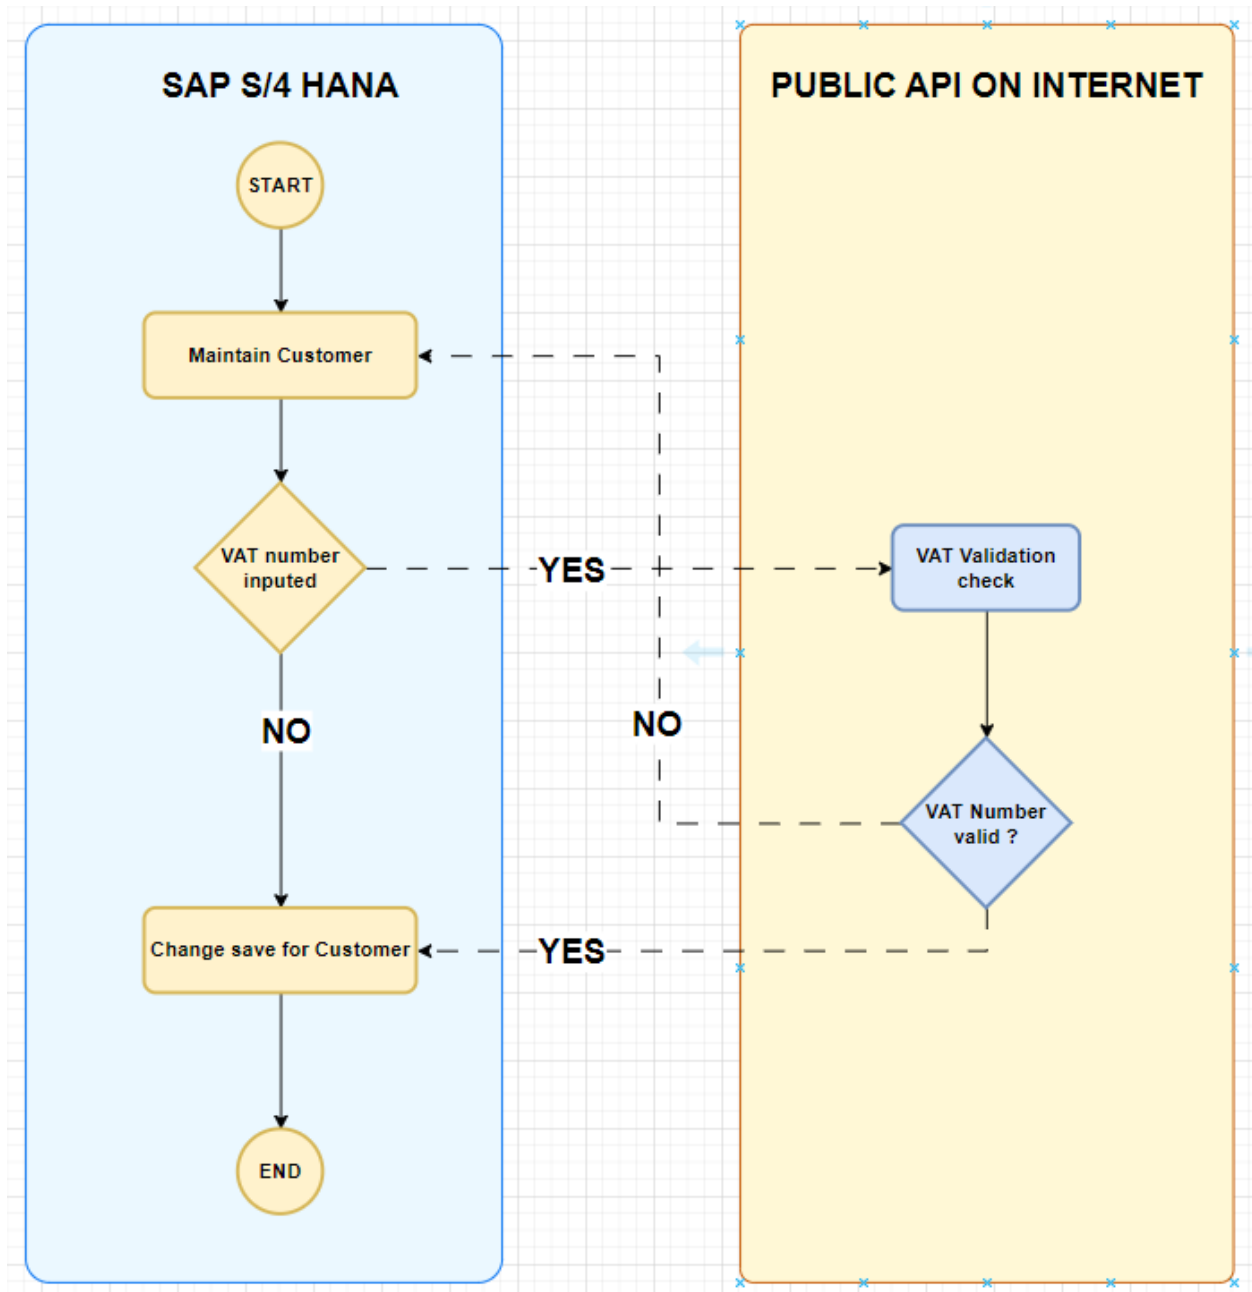 SAP S/4 HANA
PUBLIC API ON INTERNET
START
Maintain Customer
VAT number
inputed
YES
VAT Validation
check
NO
NO
VAT Number
valid ?
Change save for Customer
YES
END